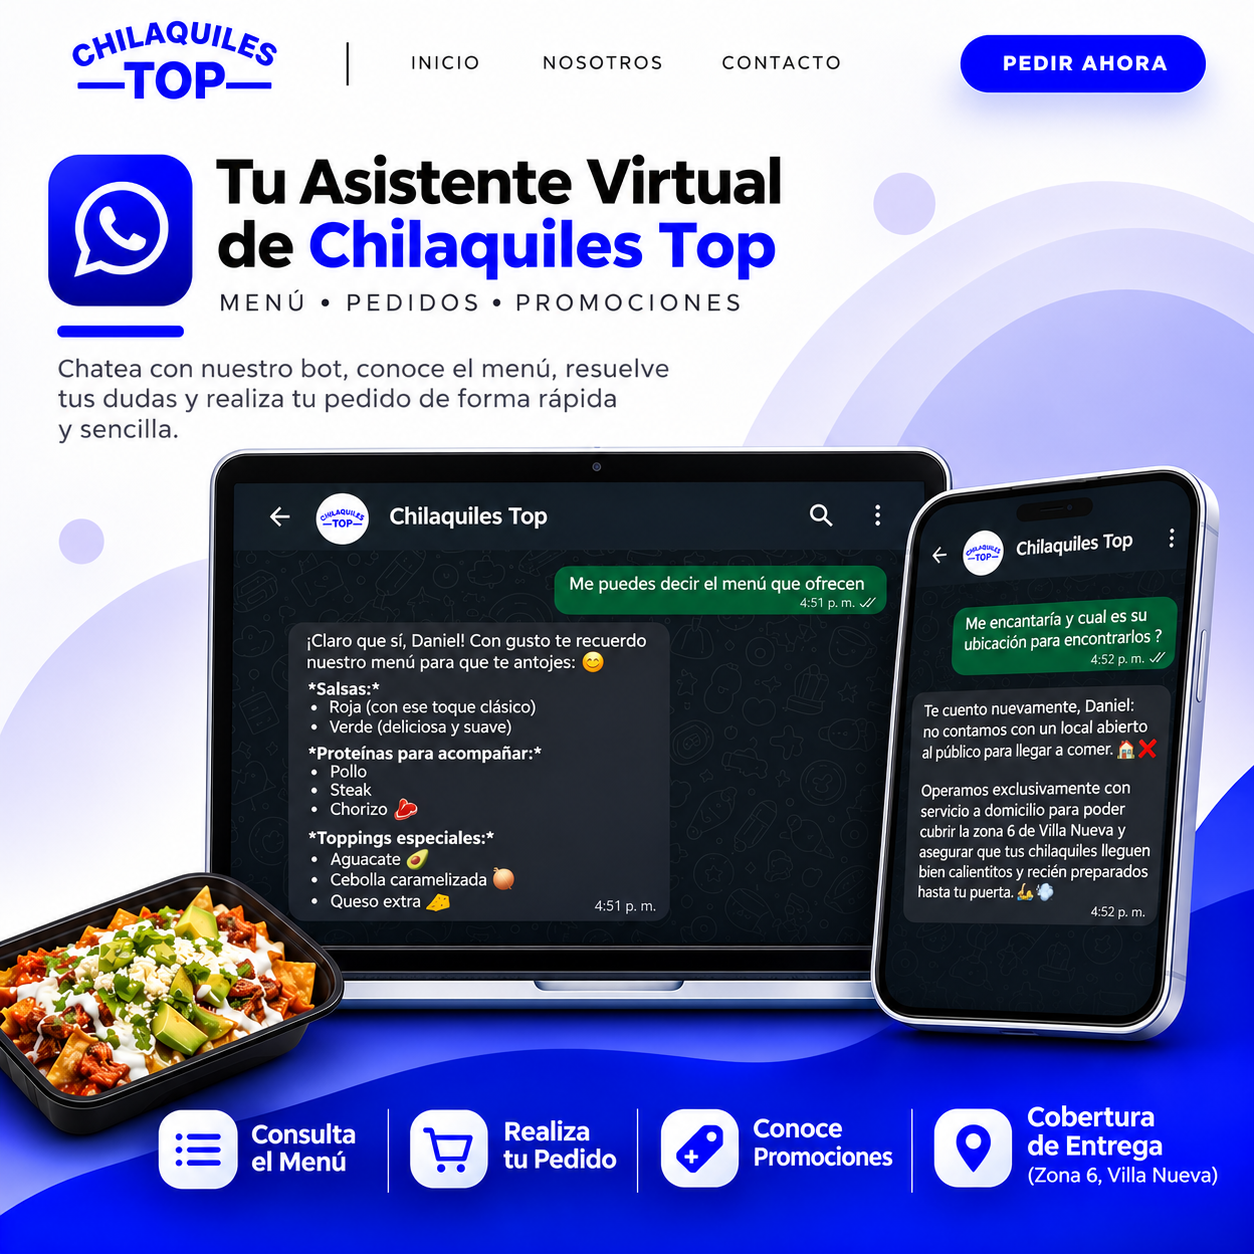 CHILAQUILES
TOP
INICIO
NOSOTROS
CONTACTO
PEDIR AHORA
Tu Asistente Virtual
de Chilaquiles Top
MENÚ • PEDIDOS • PROMOCIONES
Chatea con nuestro bot, conoce el menú, resuelve
tus dudas y realiza tu pedido de forma rápida
y sencilla.
CHILAQUILES
TOP
Chilaquiles Top
Me puedes decir el menú que ofrecen
4:51 p. m.
¡Claro que sí, Daniel! Con gusto te recuerdo
nuestro menú para que te antojes: 😊
*Salsas:*
• Roja (con ese toque clásico)
• Verde (deliciosa y suave)
*Proteínas para acompañar:*
• Pollo
• Steak
• Chorizo 🥩
*Toppings especiales:*
• Aguacate 🥑
• Cebolla caramelizada 🧅
• Queso extra 🧀
4:51 p. m.
CHILAQUILES
TOP
Chilaquiles Top
Me encantaría y cual es su
ubicación para encontrarlos ?
4:52 p. m.
Te cuento nuevamente, Daniel:
no contamos con un local abierto
al público para llegar a comer. 🏠❌
Operamos exclusivamente con
servicio a domicilio para poder
cubrir la zona 6 de Villa Nueva y
asegurar que tus chilaquiles lleguen
bien calientitos y recién preparados
hasta tu puerta. 🛵💨
4:52 p. m.
Consulta
el Menú
Realiza
tu Pedido
Conoce
Promociones
Cobertura
de Entrega
(Zona 6, Villa Nueva)